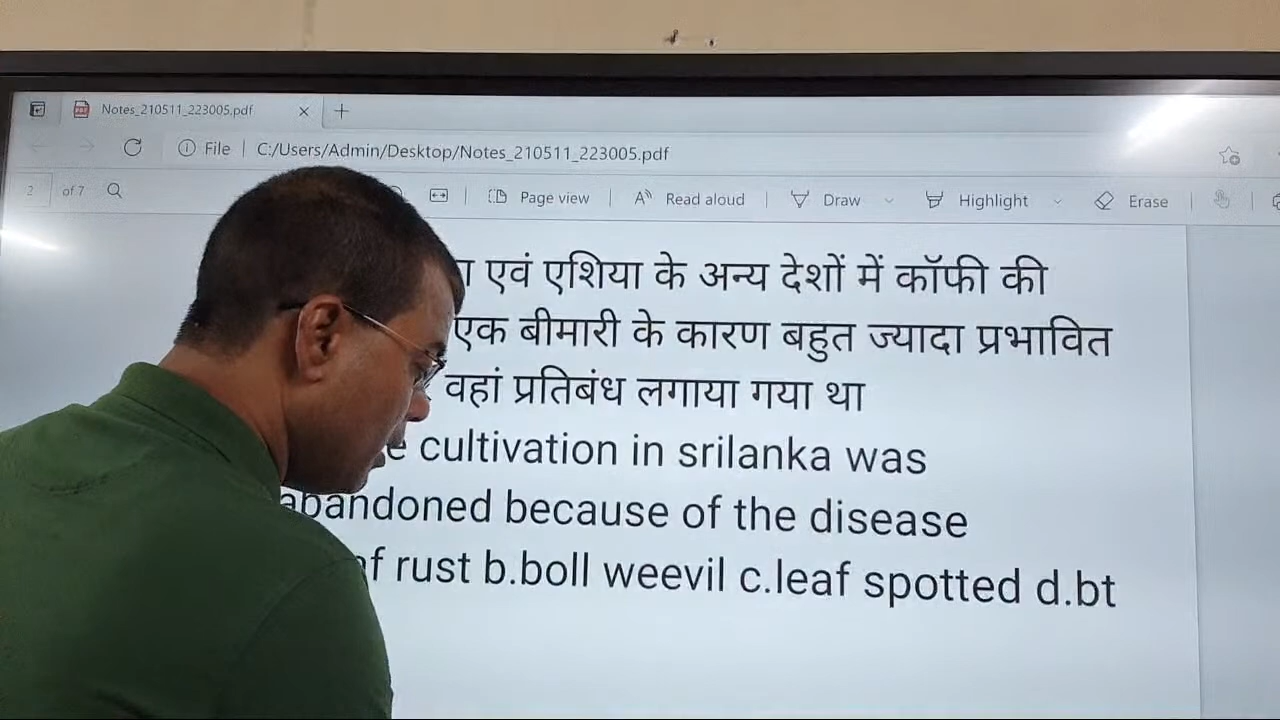 Notes_210511_223005.pdf
File C:/Users/Admin/Desktop/Notes_210511_223005.pdf
2 of 7 Page view Read aloud Draw Highlight Erase
एवं एशिया के अन्य देशों में कॉफी की
एक बीमारी के कारण बहुत ज्यादा प्रभावित
वहां प्रतिबंध लगाया गया था
cultivation in srilanka was
abandoned because of the disease
rust b.boll weevil c.leaf spotted d.bt